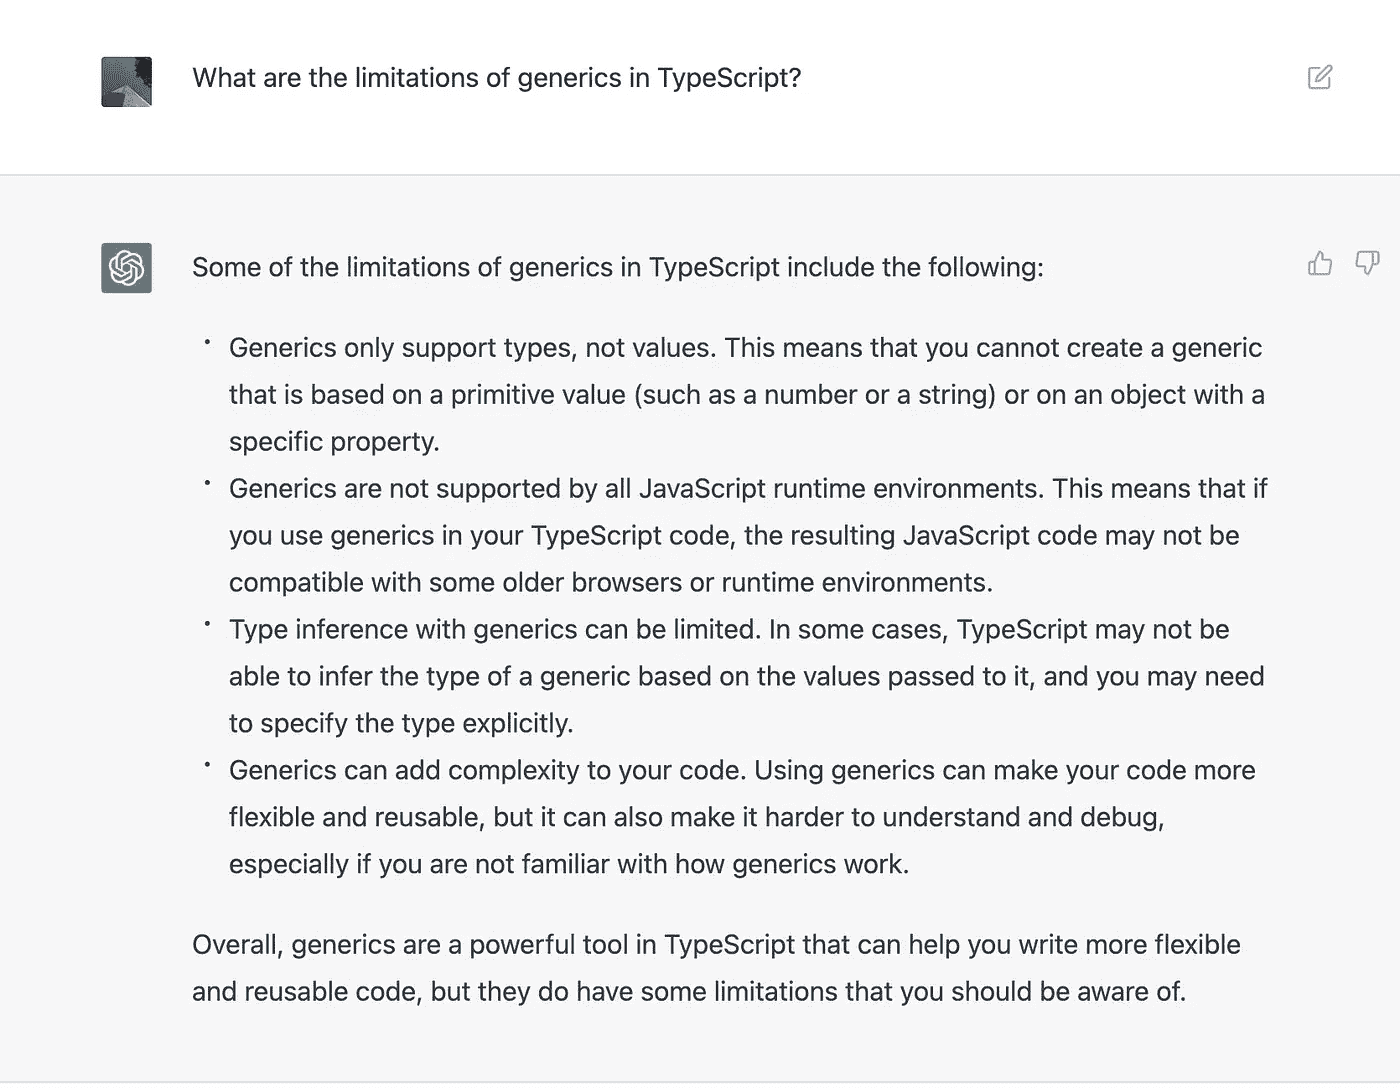 What are the limitations of generics in TypeScript?
Some of the limitations of generics in TypeScript include the following:
• Generics only support types, not values. This means that you cannot create a generic
that is based on a primitive value (such as a number or a string) or on an object with a
specific property.
• Generics are not supported by all JavaScript runtime environments. This means that if
you use generics in your TypeScript code, the resulting JavaScript code may not be
compatible with some older browsers or runtime environments.
• Type inference with generics can be limited. In some cases, TypeScript may not be
able to infer the type of a generic based on the values passed to it, and you may need
to specify the type explicitly.
• Generics can add complexity to your code. Using generics can make your code more
flexible and reusable, but it can also make it harder to understand and debug,
especially if you are not familiar with how generics work.
Overall, generics are a powerful tool in TypeScript that can help you write more flexible
and reusable code, but they do have some limitations that you should be aware of.